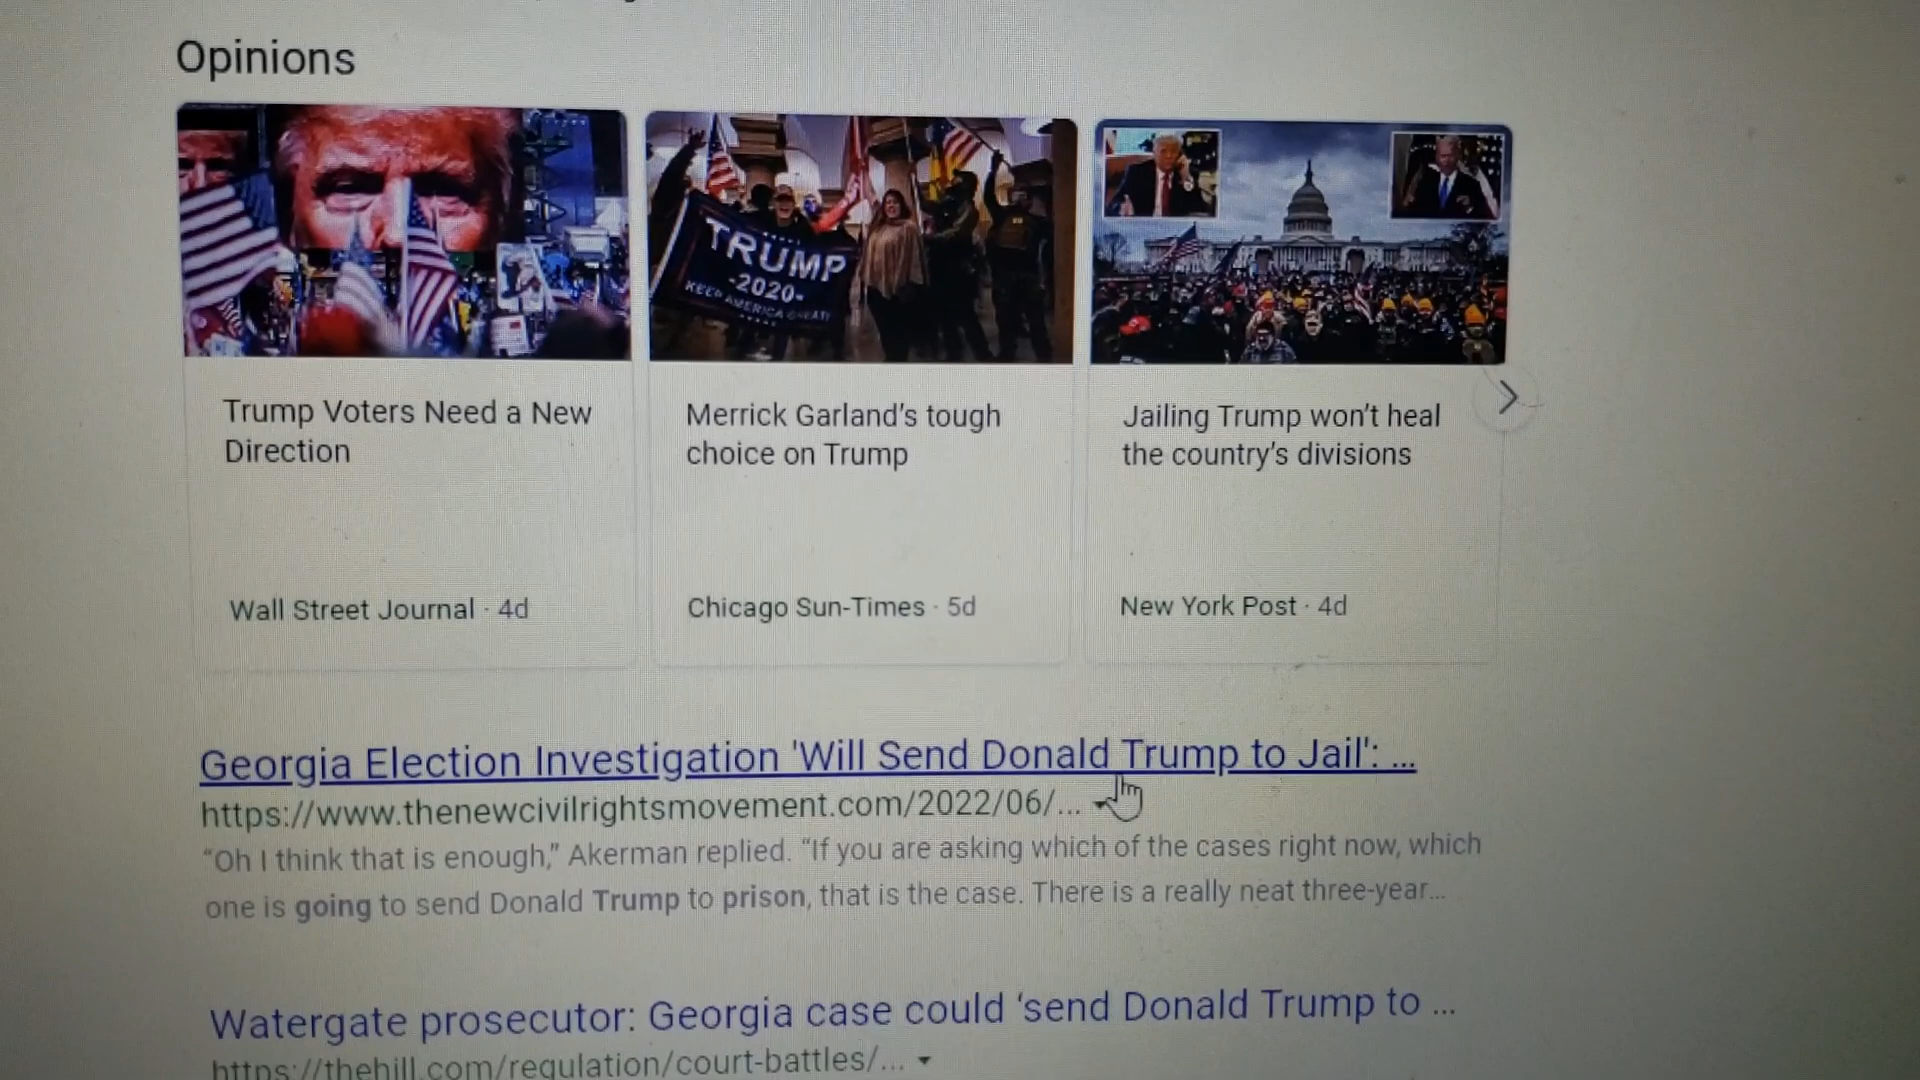 Opinions
TRUMP
-2020-
KEEP AMERICA GREAT!
Trump Voters Need a New
Direction
Wall Street Journal · 4d
Merrick Garland's tough
choice on Trump
Chicago Sun-Times · 5d
Jailing Trump won't heal
the country's divisions
New York Post · 4d
Georgia Election Investigation 'Will Send Donald Trump to Jail': ...
https://www.thenewcivilrightsmovement.com/2022/06/...
“Oh I think that is enough,” Akerman replied. “If you are asking which of the cases right now, which
one is going to send Donald Trump to prison, that is the case. There is a really neat three-year...
Watergate prosecutor: Georgia case could ‘send Donald Trump to ...
https://thehill.com/regulation/court-battles/...